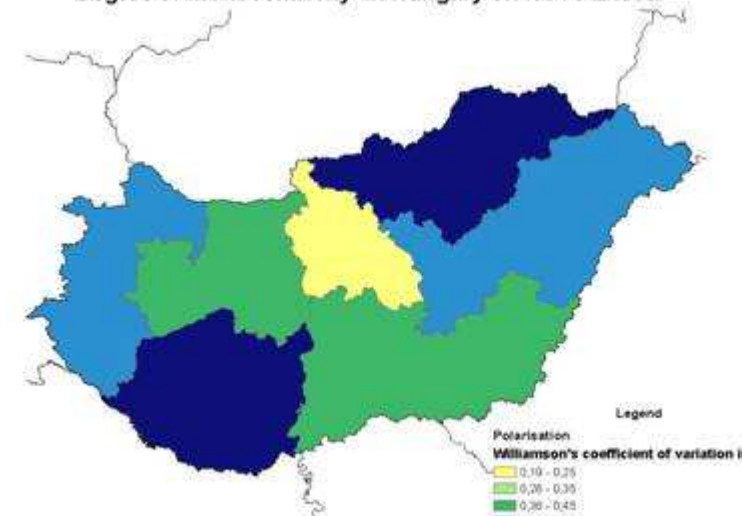 Legend
Polarisation
Williamson's coefficient of variation i
0,19 - 0,25
0,26 - 0,35
0,36 - 0,45